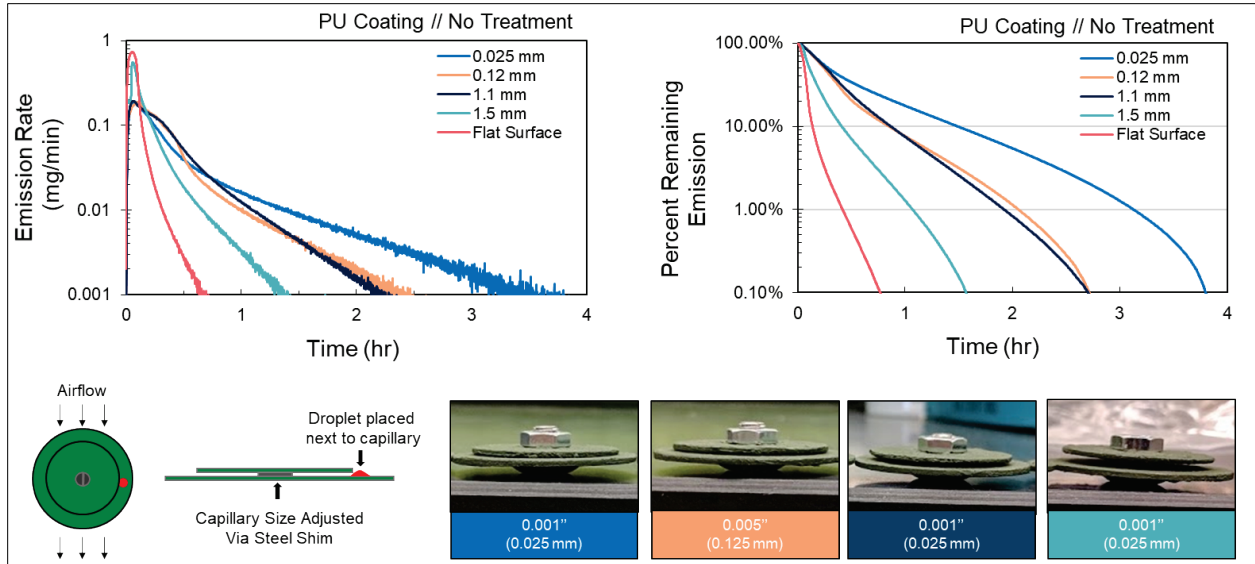 PU Coating // No Treatment
Emission Rate
(mg/min)
1
0.1
0.01
0.001
0.025 mm
0.12 mm
1.1 mm
1.5 mm
Flat Surface
0
1
2
3
4
Time (hr)
PU Coating // No Treatment
Percent Remaining
Emission
100.00%
10.00%
1.00%
0.10%
0.025 mm
0.12 mm
1.1 mm
1.5 mm
Flat Surface
0
1
2
3
4
Time (hr)
Airflow
Droplet placed
next to capillary
Capillary Size Adjusted
Via Steel Shim
0.001”
(0.025 mm)
0.005”
(0.125 mm)
0.001”
(0.025 mm)
0.001”
(0.025 mm)